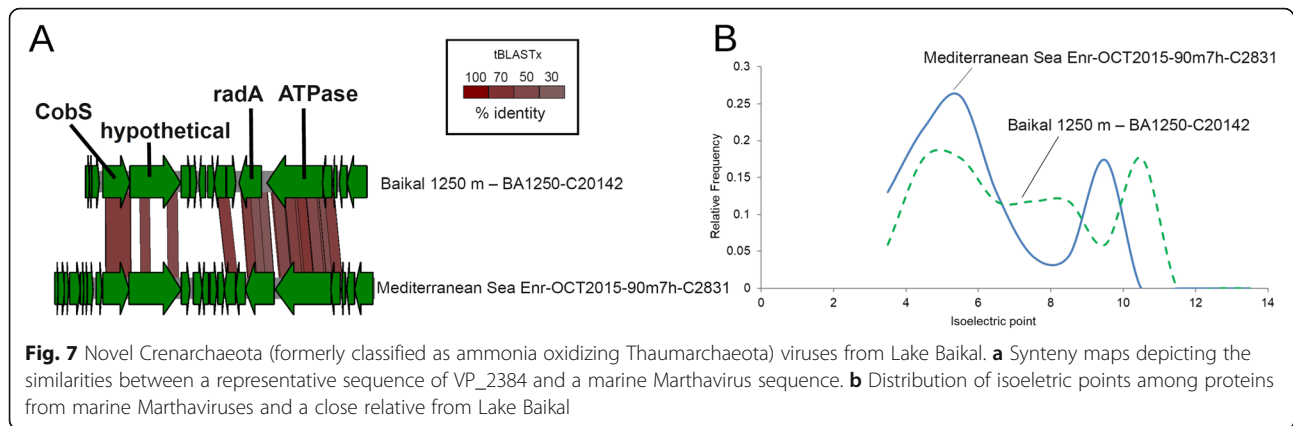 A
tBLASTx
100 70 50 30
% identity
CobS
hypothetical
radA
ATPase
Baikal 1250 m – BA1250-C20142
Mediterranean Sea Enr-OCT2015-90m7h-C2831
B
Mediterranean Sea Enr-OCT2015-90m7h-C2831
Baikal 1250 m – BA1250-C20142
Relative Frequency
0.3
0.25
0.2
0.15
0.1
0.05
0
0 2 4 6 8 10 12 14
Isoelectric point
Fig. 7 Novel Crenarchaeota (formerly classified as ammonia oxidizing Thaumarchaeota) viruses from Lake Baikal. a Synteny maps depicting the
similarities between a representative sequence of VP_2384 and a marine Marthavirus sequence. b Distribution of isoeletric points among proteins
from marine Marthaviruses and a close relative from Lake Baikal